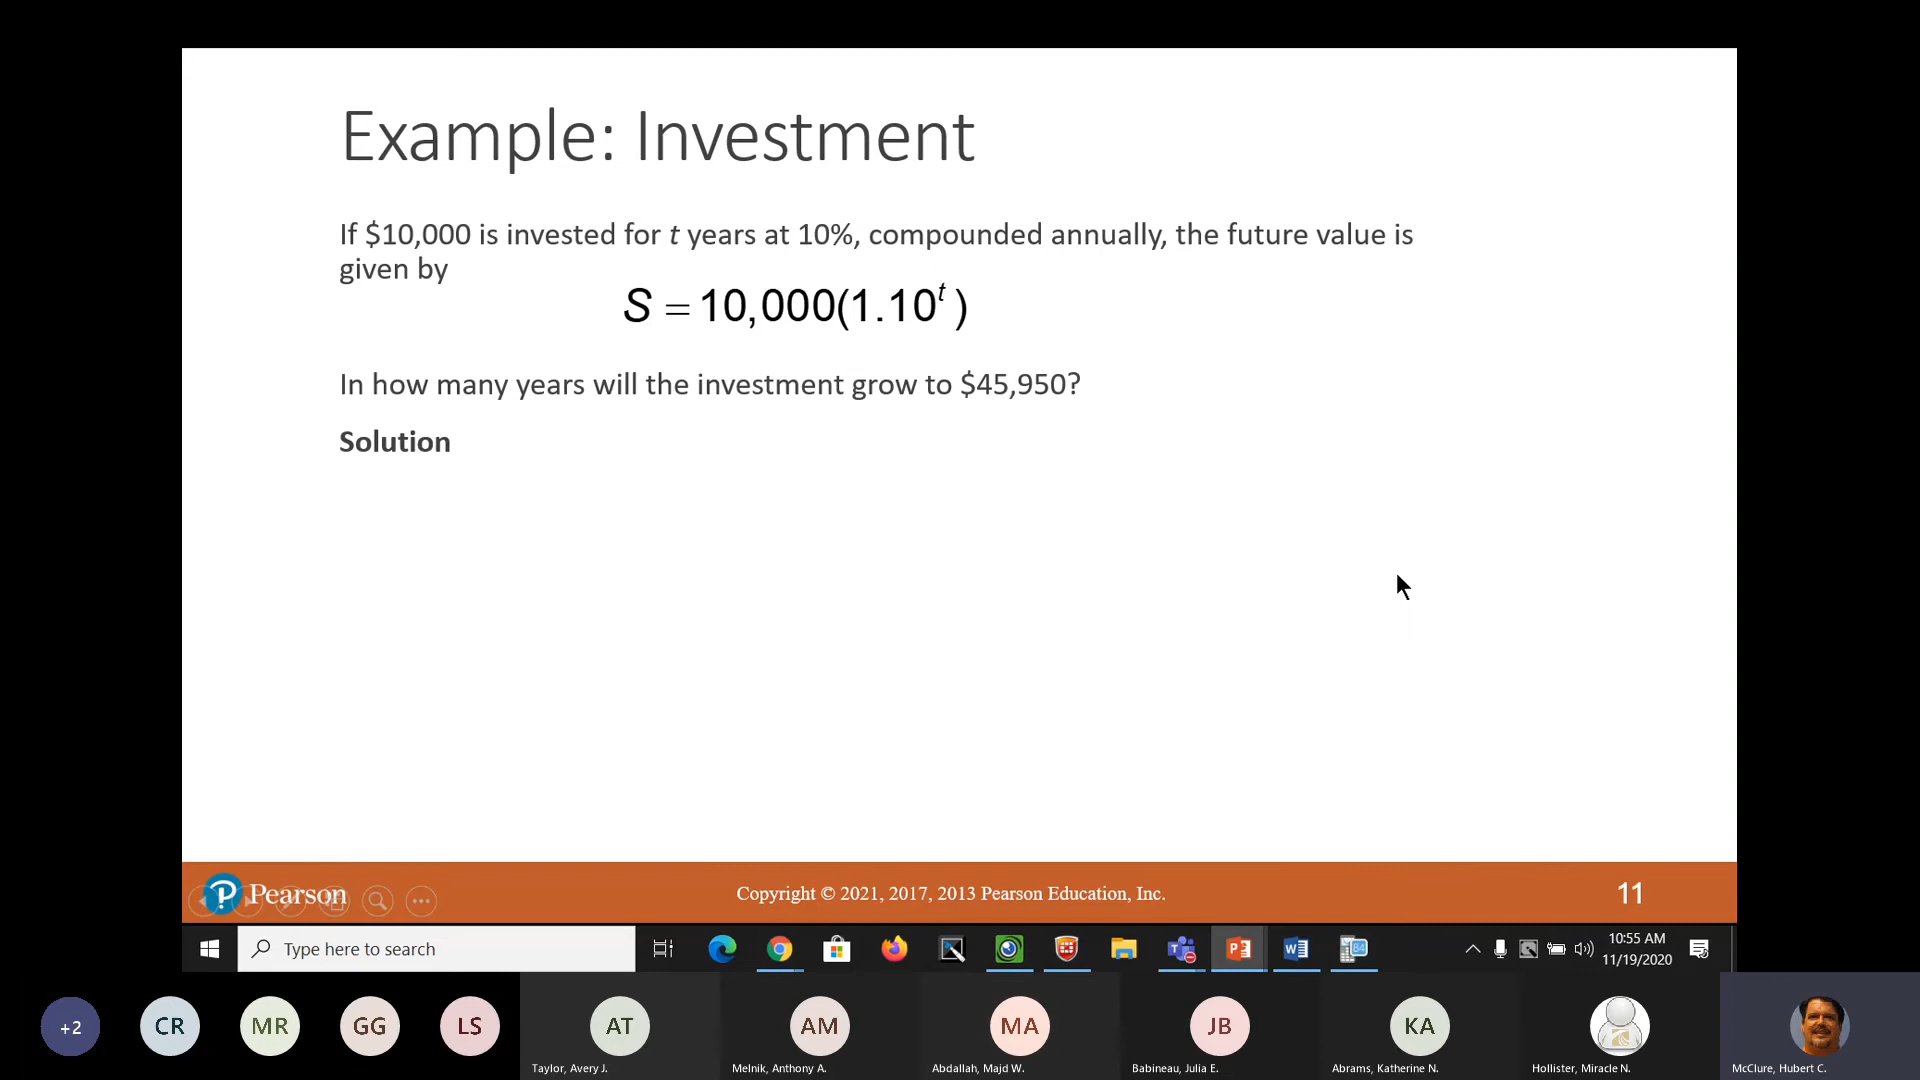 Example: Investment
If $10,000 is invested for t years at 10%, compounded annually, the future value is
given by
S = 10,000(1.10^t)
In how many years will the investment grow to $45,950?
Solution
Pearson
Copyright © 2021, 2017, 2013 Pearson Education, Inc.
11
Type here to search
84
10:55 AM
11/19/2020
+2
CR
MR
GG
LS
AT
AM
MA
JB
KA
Taylor, Avery J.
Melnik, Anthony A.
Abdallah, Majd W.
Babineau, Julia E.
Abrams, Katherine N.
Hollister, Miracle N.
McClure, Hubert C.